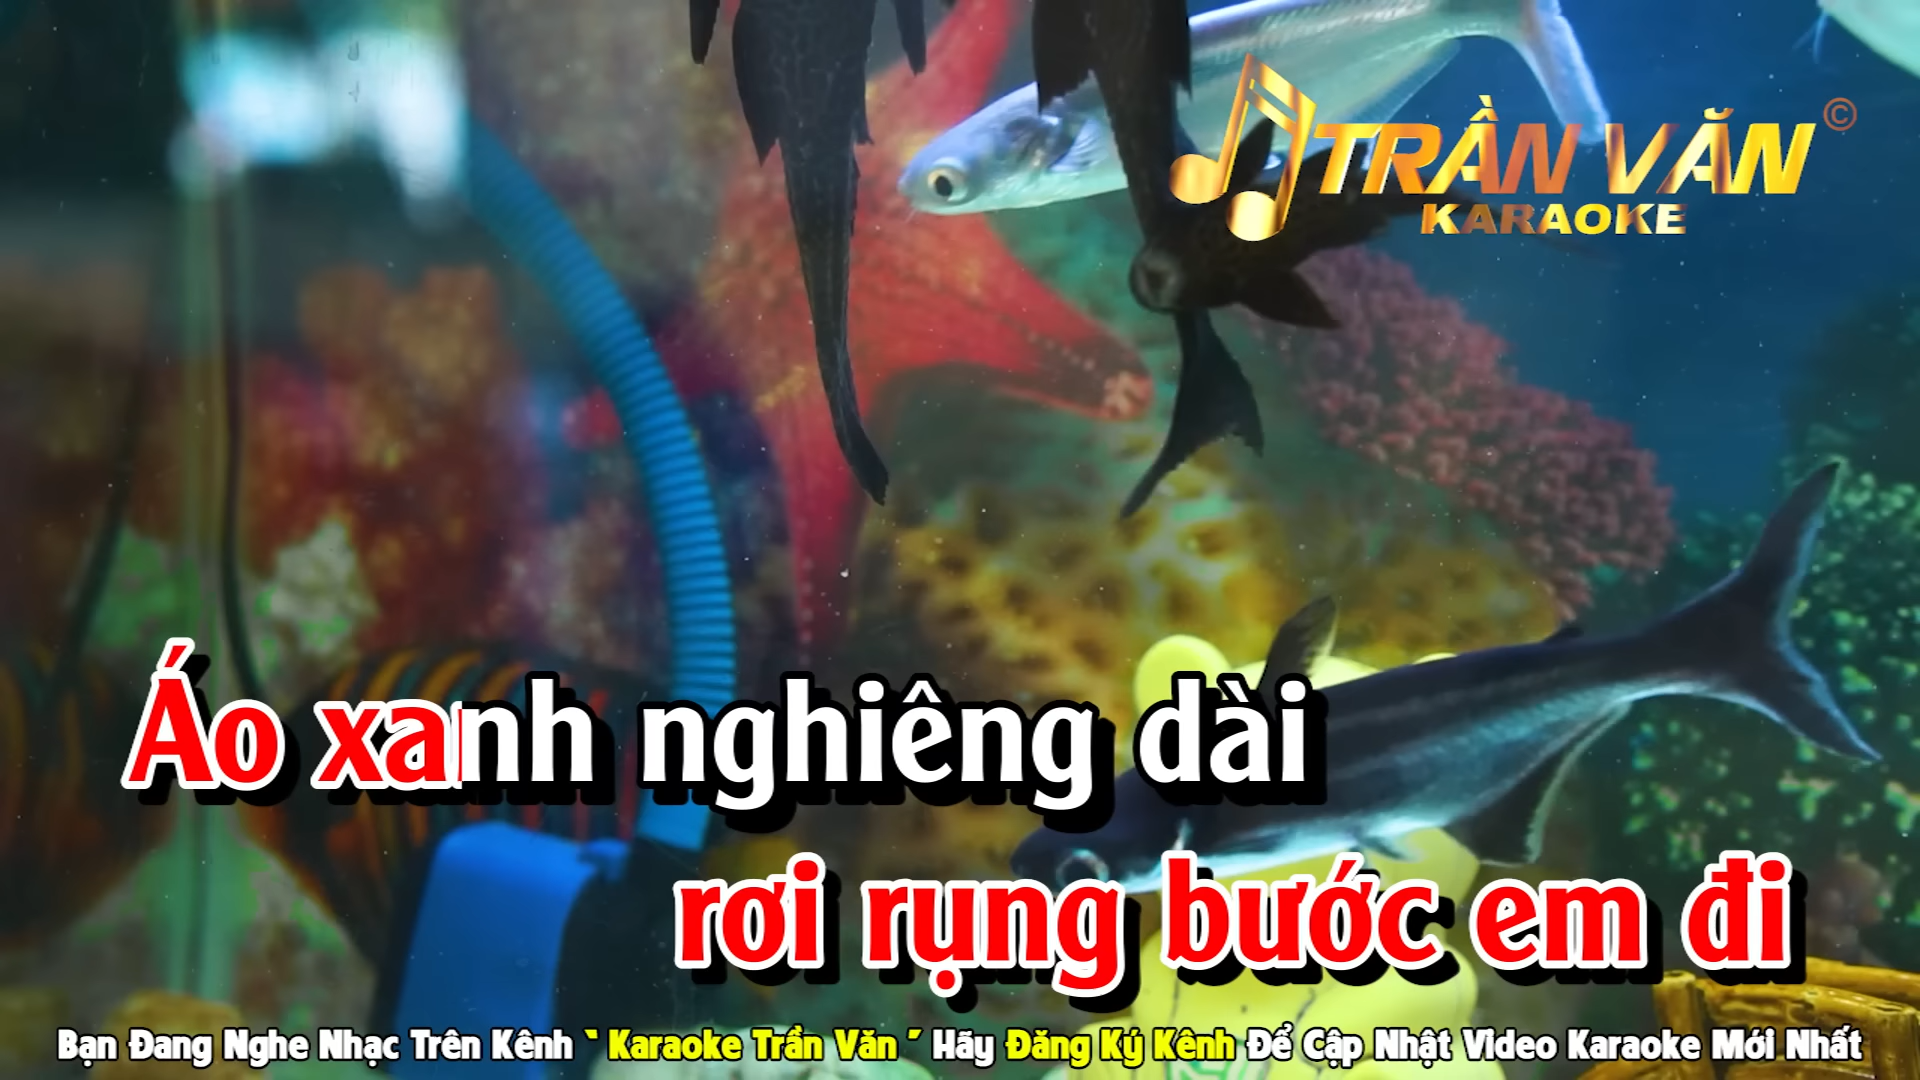 TRẦN VĂN ©
KARAOKE
Áo xanh nghiêng dài
rơi rụng bước em đi
Bạn Đang Nghe Nhạc Trên Kênh ` Karaoke Trần Văn ´ Hãy Đăng Ký Kênh Để Cập Nhật Video Karaoke Mới Nhất